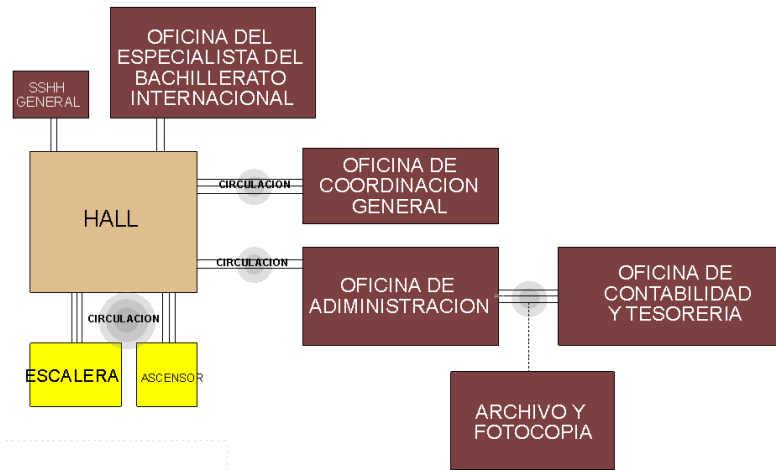 OFICINA DEL
ESPECIALISTA DEL
BACHILLERATO
INTERNACIONAL
SSHH
GENERAL
HALL
CIRCULACION
OFICINA DE
COORDINACION
GENERAL
CIRCULACION
OFICINA DE
ADIMINISTRACION
OFICINA DE
CONTABILIDAD
Y TESORERIA
CIRCULACION
ESCALERA
ASCENSOR
ARCHIVO Y
FOTOCOPIA